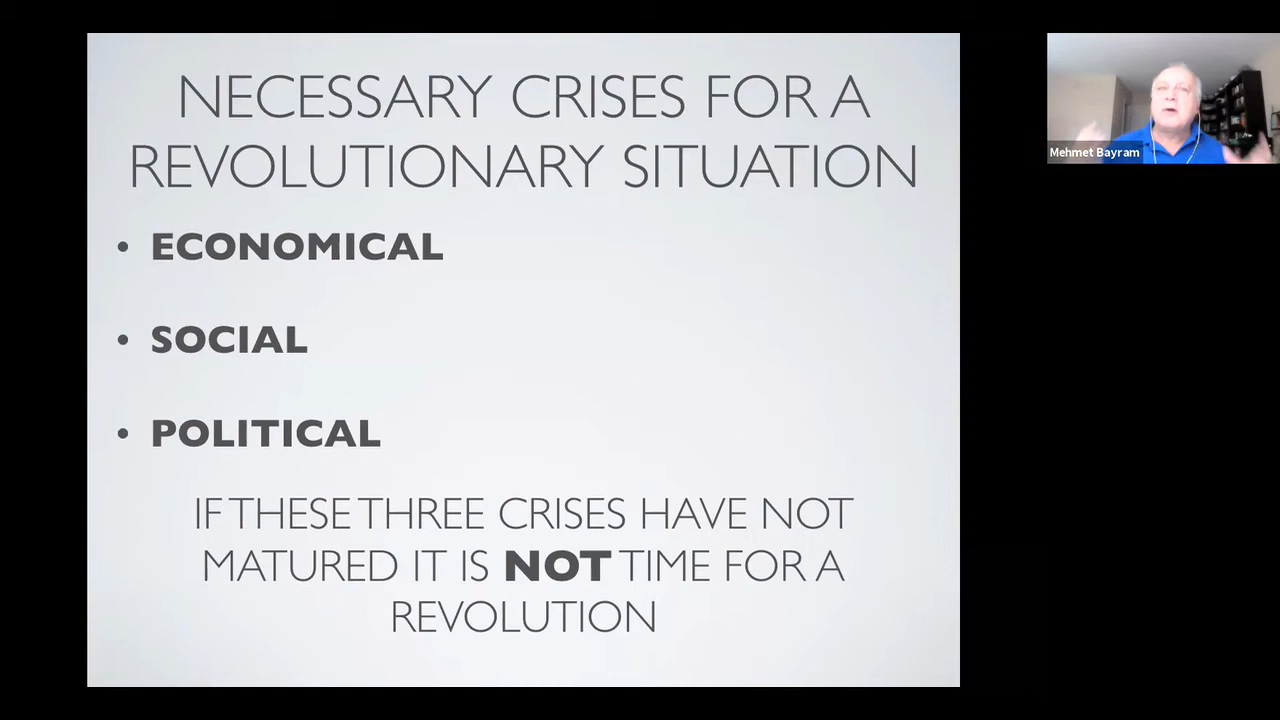 NECESSARY CRISES FOR A
REVOLUTIONARY SITUATION
• ECONOMICAL
• SOCIAL
• POLITICAL
IF THESE THREE CRISES HAVE NOT
MATURED IT IS NOT TIME FOR A
REVOLUTION
Mehmet Bayram